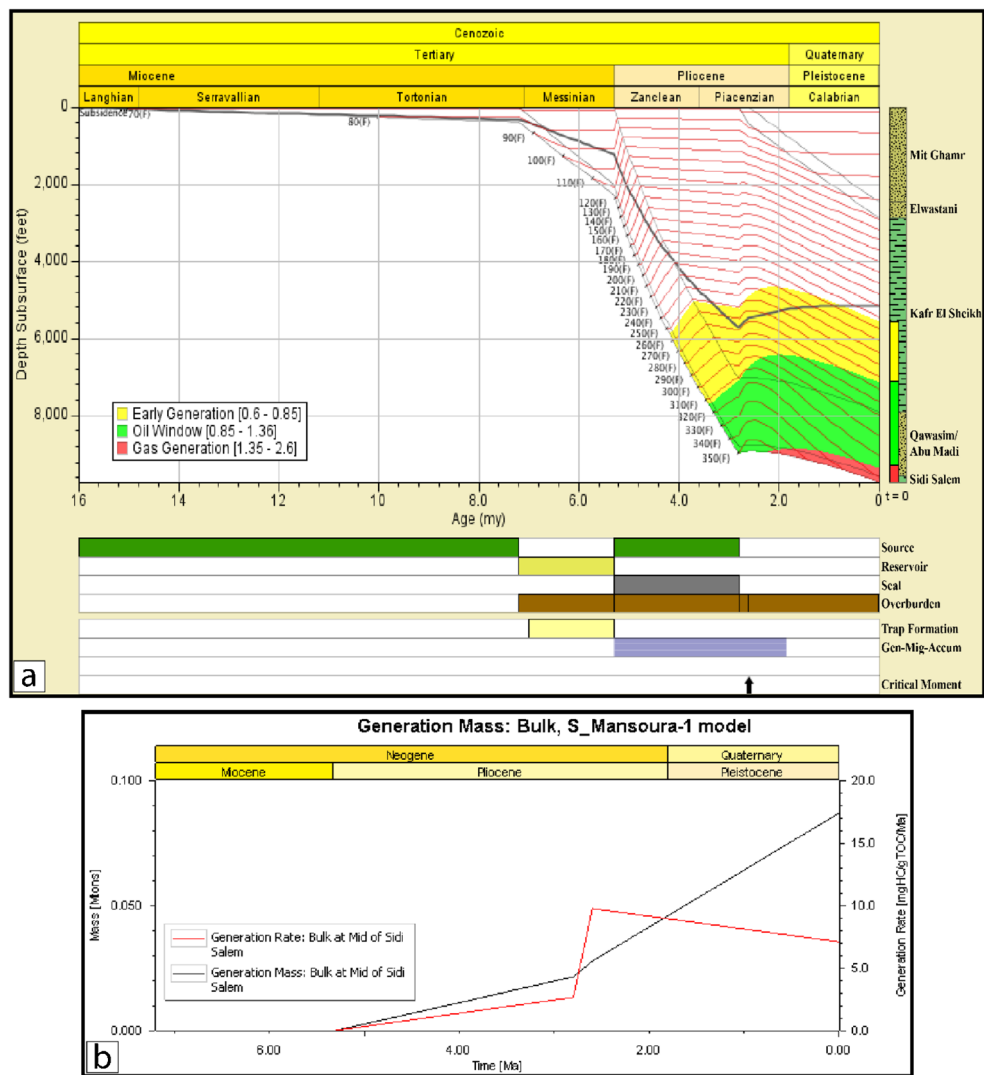 Cenozoic
Tertiary Quaternary
Miocene Pliocene Pleistocene
Langhian Serravallian Tortonian Messinian Zanclean Piacenzian Calabrian
0
2,000
4,000
6,000
8,000
Depth Subsurface (feet)
Subsidence
70(F)
80(F)
90(F)
100(F)
110(F)
120(F)
130(F)
140(F)
150(F)
160(F)
170(F)
180(F)
190(F)
200(F)
210(F)
220(F)
230(F)
240(F)
250(F)
260(F)
270(F)
280(F)
290(F)
300(F)
310(F)
320(F)
330(F)
340(F)
350(F)
Early Generation [0.6 - 0.85]
Oil Window [0.85 - 1.36]
Gas Generation [1.35 - 2.6]
Mit Ghamr
Elwastani
Kafr El Sheikh
Qawasim/
Abu Madi
Sidi Salem
t = 0
16 14 12 10 8.0 6.0 4.0 2.0 0
Age (my)
Source
Reservoir
Seal
Overburden
Trap Formation
Gen-Mig-Accum
Critical Moment
a
Generation Mass: Bulk, S_Mansoura-1 model
Neogene Quaternary
Miocene Pliocene Pleistocene
0.100
0.050
0.000
Mass [Mtons]
20.0
15.0
10.0
5.0
0.0
Generation Rate [mgHC/gTOC/Ma]
Generation Rate: Bulk at Mid of Sidi
Salem
Generation Mass: Bulk at Mid of Sidi
Salem
6.00 4.00 2.00 0.00
Time [Ma]
b